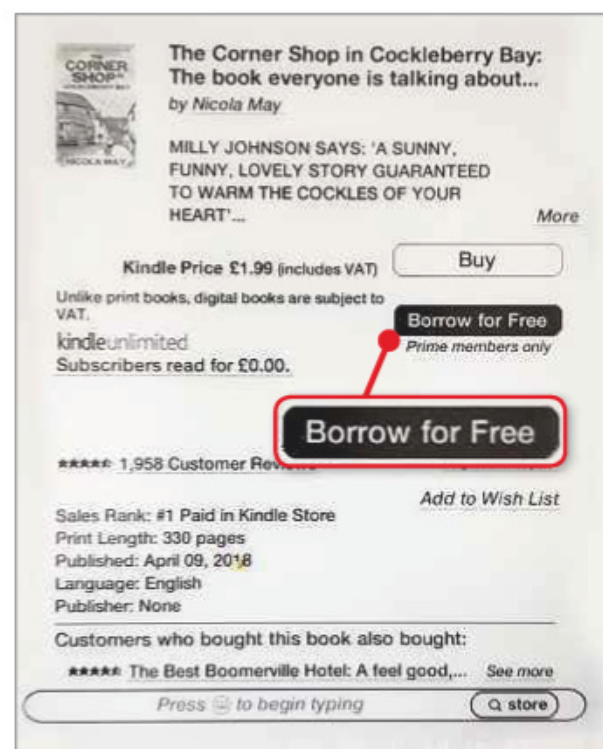 THE
CORNER
SHOP IN
COCKLEBERRY BAY
NICOLA MAY
The Corner Shop in Cockleberry Bay:
The book everyone is talking about...
by Nicola May
MILLY JOHNSON SAYS: 'A SUNNY,
FUNNY, LOVELY STORY GUARANTEED
TO WARM THE COCKLES OF YOUR
HEART'...
More
Kindle Price £1.99 (includes VAT)
Buy
Unlike print books, digital books are subject to
VAT.
Borrow for Free
kindleunlimited
Prime members only
Subscribers read for £0.00.
Borrow for Free
1,958 Customer
Add to Wish List
Sales Rank: #1 Paid in Kindle Store
Print Length: 330 pages
Published: April 09, 2018
Language: English
Publisher: None
Customers who bought this book also bought:
The Best Boomerville Hotel: A feel good,... See more
Press to begin typing
store